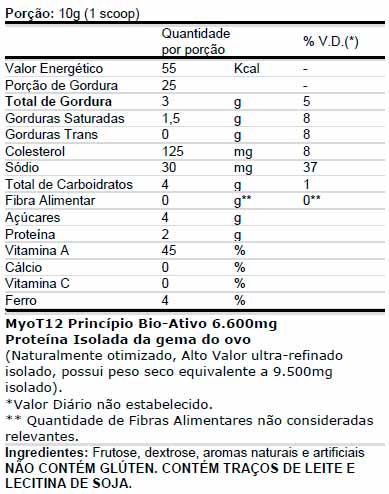 Porção: 10g (1 scoop)
Quantidade por porção % V.D.(*)
Valor Energético 55 Kcal -
Porção de Gordura 25 -
Total de Gordura 3 g 5
Gorduras Saturadas 1,5 g 8
Gorduras Trans 0 g 8
Colesterol 125 mg 8
Sódio 30 mg 37
Total de Carboidratos 4 g 1
Fibra Alimentar 0 g** 0**
Açúcares 4 g
Proteína 2 g
Vitamina A 45 %
Cálcio 0 %
Vitamina C 0 %
Ferro 4 %
MyoT12 Princípio Bio-Ativo 6.600mg
Proteína Isolada da gema do ovo
(Naturalmente otimizado, Alto Valor ultra-refinado
isolado, possui peso seco equivalente a 9.500mg
isolado).
*Valor Diário não estabelecido.
** Quantidade de Fibras Alimentares não consideradas
relevantes.
Ingredientes: Frutose, dextrose, aromas naturais e artificiais
NÃO CONTÉM GLÚTEN. CONTÉM TRAÇOS DE LEITE E
LECITINA DE SOJA.